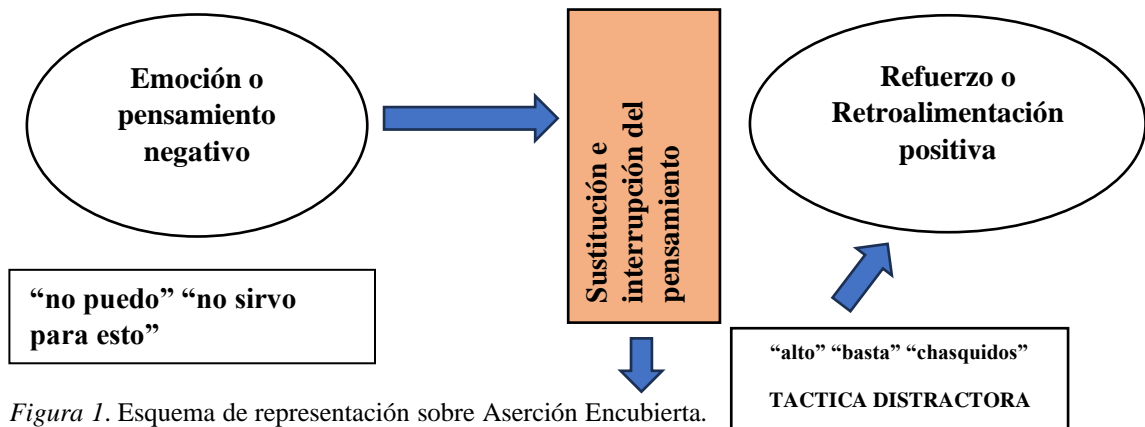 Emoción o
pensamiento
negativo
Sustitución e
interrupción del
pensamiento
Refuerzo o
Retroalimentación
positiva
“no puedo” “no sirvo
para esto”
“alto” “basta” “chasquidos”
TACTICA DISTRACTORA
Figura 1. Esquema de representación sobre Aserción Encubierta.